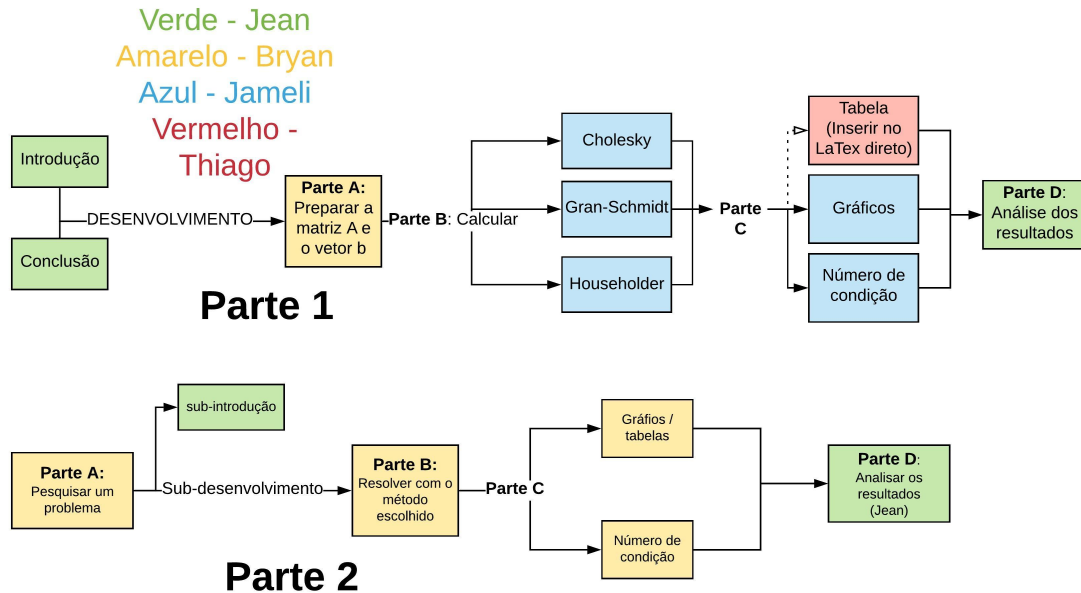 Verde - Jean
Amarelo - Bryan
Azul - Jameli
Vermelho -
Thiago
Introdução
Conclusão
DESENVOLVIMENTO
Parte A:
Preparar a
matriz A e
o vetor b
Parte B: Calcular
Cholesky
Gran-Schmidt
Householder
Parte
C
Tabela
(Inserir no
LaTex direto)
Gráficos
Número de
condição
Parte D:
Análise dos
resultados
Parte 1
sub-introdução
Parte A:
Pesquisar um
problema
Sub-desenvolvimento
Parte B:
Resolver com o
método
escolhido
Parte C
Gráfios /
tabelas
Número de
condição
Parte D:
Analisar os
resultados
(Jean)
Parte 2